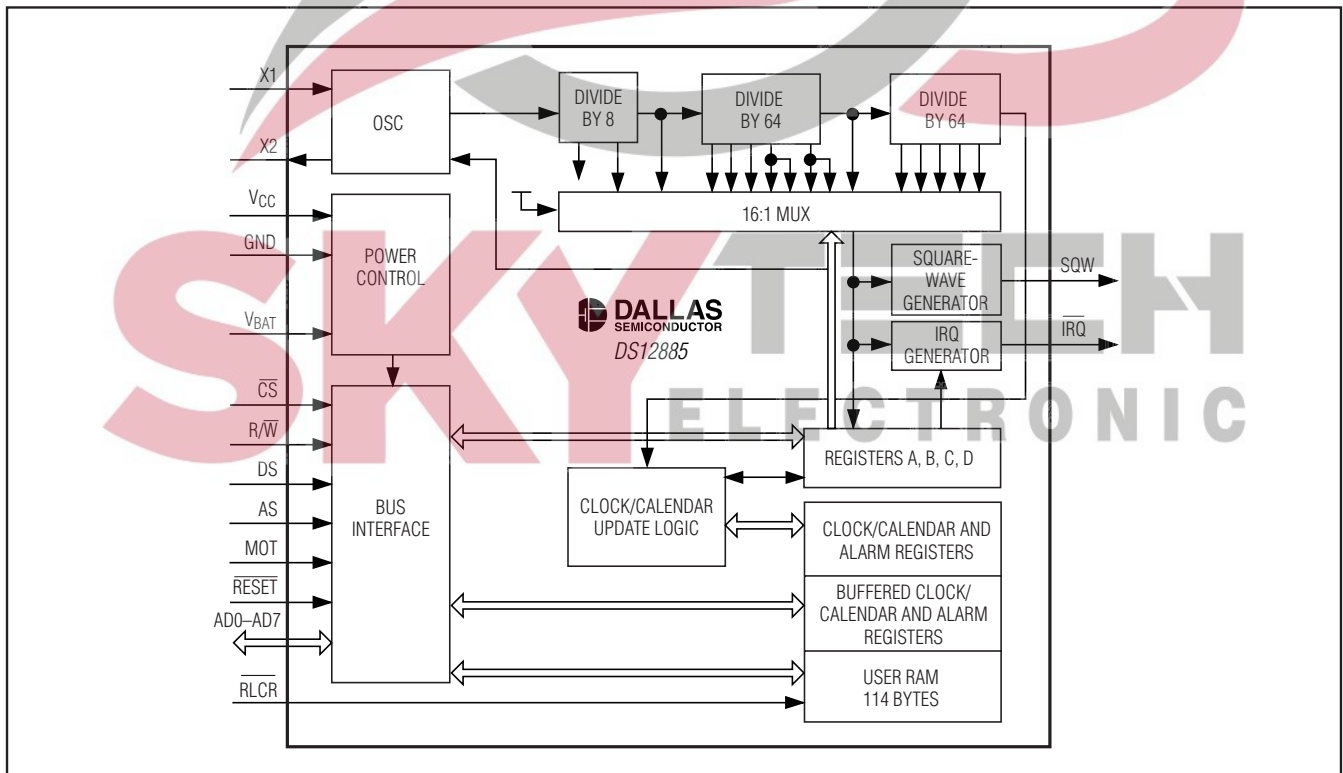 X1
X2
VCC
GND
VBAT
CS
R/W
DS
AS
MOT
RESET
AD0–AD7
RLCR
OSC
POWER
CONTROL
BUS
INTERFACE
DIVIDE
BY 8
DIVIDE
BY 64
DIVIDE
BY 64
16:1 MUX
SQUARE-
WAVE
GENERATOR
SQW
IRQ
GENERATOR
IRQ
DALLAS
SEMICONDUCTOR
DS12885
REGISTERS A, B, C, D
CLOCK/CALENDAR
UPDATE LOGIC
CLOCK/CALENDAR AND
ALARM REGISTERS
BUFFERED CLOCK/
CALENDAR AND ALARM
REGISTERS
USER RAM
114 BYTES
SKYTECH
ELECTRONIC